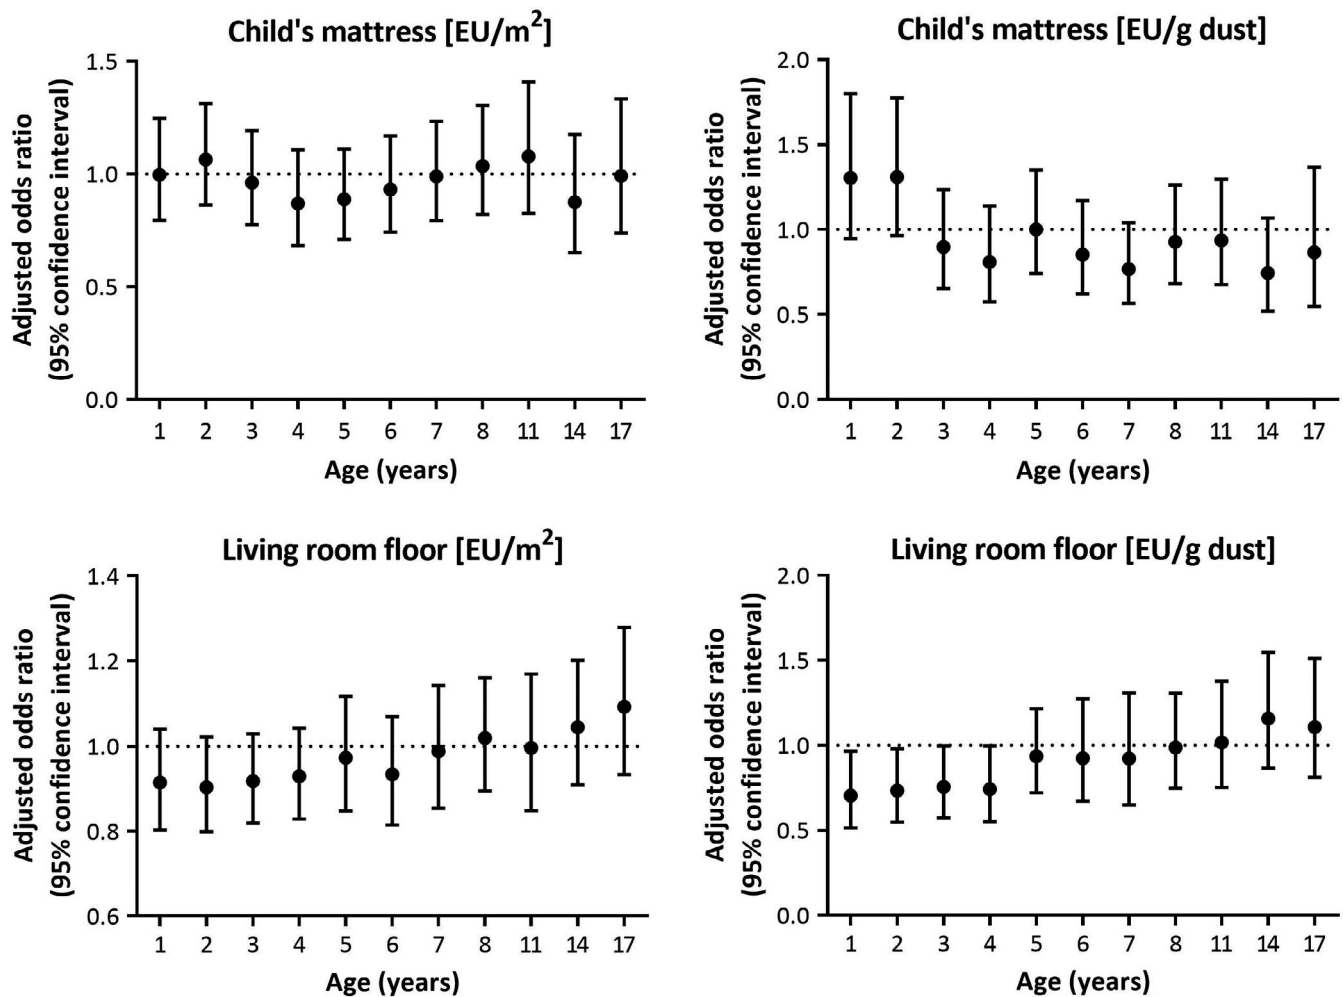 Child's mattress [EU/m²]
Adjusted odds ratio
(95% confidence interval)
1.5
1.0
0.5
0.0
1 2 3 4 5 6 7 8 11 14 17
Age (years)
Child's mattress [EU/g dust]
Adjusted odds ratio
(95% confidence interval)
2.0
1.5
1.0
0.5
0.0
1 2 3 4 5 6 7 8 11 14 17
Age (years)
Living room floor [EU/m²]
Adjusted odds ratio
(95% confidence interval)
1.4
1.2
1.0
0.8
0.6
1 2 3 4 5 6 7 8 11 14 17
Age (years)
Living room floor [EU/g dust]
Adjusted odds ratio
(95% confidence interval)
2.0
1.5
1.0
0.5
0.0
1 2 3 4 5 6 7 8 11 14 17
Age (years)